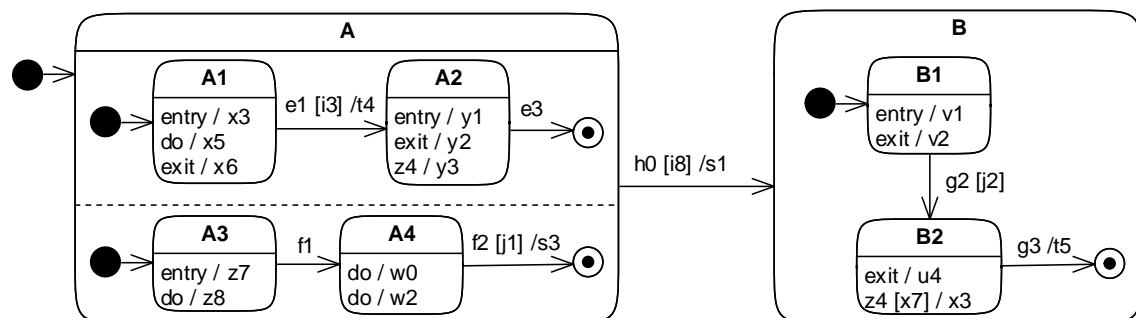 A
B
A1
entry / x3
do / x5
exit / x6
e1 [i3] /t4
A2
entry / y1
exit / y2
z4 / y3
e3
B1
entry / v1
exit / v2
h0 [i8] /s1
g2 [j2]
A3
entry / z7
do / z8
f1
A4
do / w0
do / w2
f2 [j1] /s3
B2
exit / u4
z4 [x7] / x3
g3 /t5